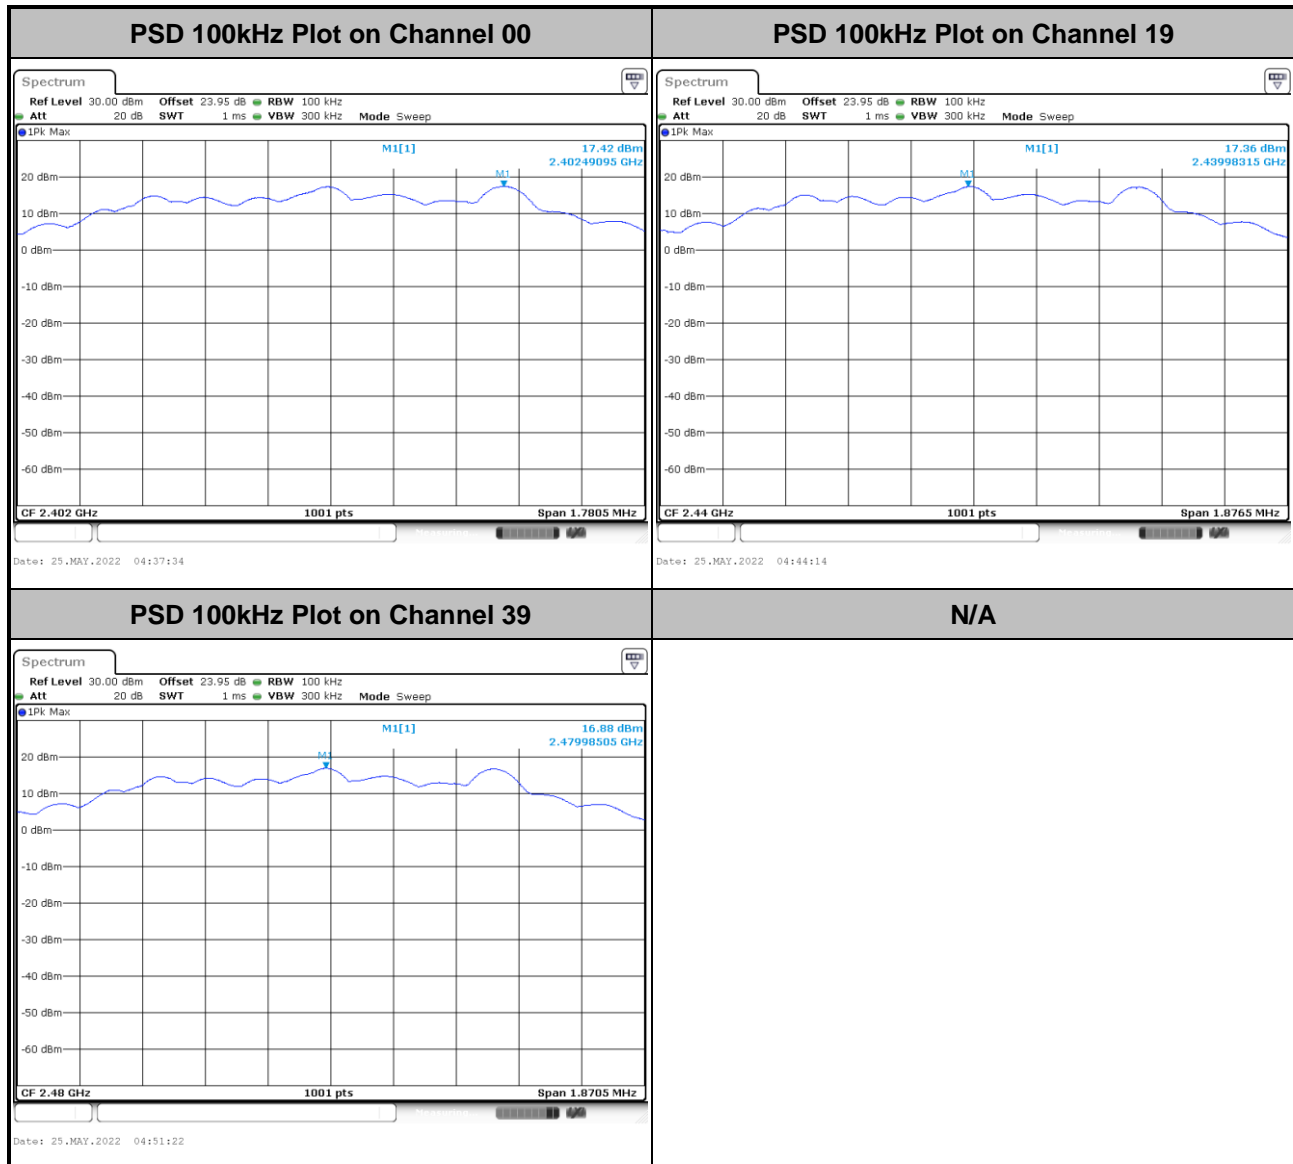 PSD 100kHz Plot on Channel 00
PSD 100kHz Plot on Channel 19
Spectrum
Ref Level 30.00 dBm Offset 23.95 dB RBW 100 kHz
Att 20 dB SWT 1 ms VBW 300 kHz Mode Sweep
1Pk Max
M1[1] 17.42 dBm
2.40249095 GHz
M1
20 dBm
10 dBm
0 dBm
-10 dBm
-20 dBm
-30 dBm
-40 dBm
-50 dBm
-60 dBm
CF 2.402 GHz 1001 pts Span 1.7805 MHz
Measuring
Date: 25.MAY.2022 04:37:34
Spectrum
Ref Level 30.00 dBm Offset 23.95 dB RBW 100 kHz
Att 20 dB SWT 1 ms VBW 300 kHz Mode Sweep
1Pk Max
M1[1] 17.36 dBm
2.43998315 GHz
M1
20 dBm
10 dBm
0 dBm
-10 dBm
-20 dBm
-30 dBm
-40 dBm
-50 dBm
-60 dBm
CF 2.44 GHz 1001 pts Span 1.8765 MHz
Measuring
Date: 25.MAY.2022 04:44:14
PSD 100kHz Plot on Channel 39
N/A
Spectrum
Ref Level 30.00 dBm Offset 23.95 dB RBW 100 kHz
Att 20 dB SWT 1 ms VBW 300 kHz Mode Sweep
1Pk Max
M1[1] 16.88 dBm
2.47998505 GHz
M1
20 dBm
10 dBm
0 dBm
-10 dBm
-20 dBm
-30 dBm
-40 dBm
-50 dBm
-60 dBm
CF 2.48 GHz 1001 pts Span 1.8705 MHz
Measuring
Date: 25.MAY.2022 04:51:22